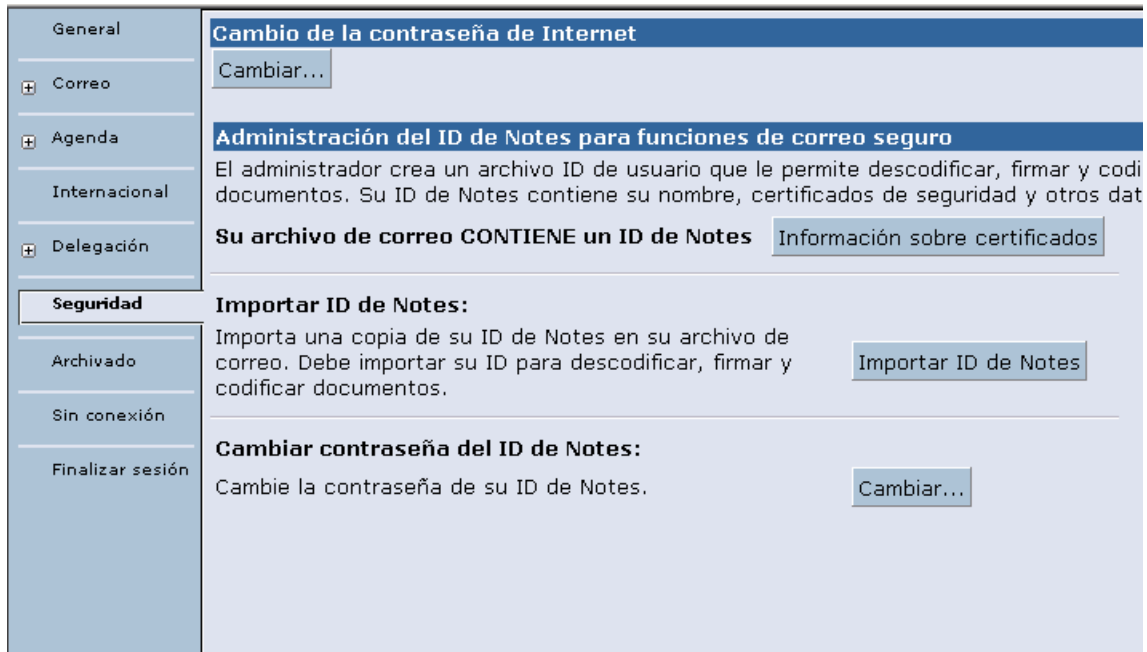 General
Correo
Agenda
Internacional
Delegación
Seguridad
Archivado
Sin conexión
Finalizar sesión
Cambio de la contraseña de Internet
Cambiar...
Administración del ID de Notes para funciones de correo seguro
El administrador crea un archivo ID de usuario que le permite descodificar, firmar y codi
documentos. Su ID de Notes contiene su nombre, certificados de seguridad y otros dat
Su archivo de correo CONTIENE un ID de Notes Información sobre certificados
Importar ID de Notes:
Importa una copia de su ID de Notes en su archivo de
correo. Debe importar su ID para descodificar, firmar y
codificar documentos.
Importar ID de Notes
Cambiar contraseña del ID de Notes:
Cambie la contraseña de su ID de Notes. Cambiar...